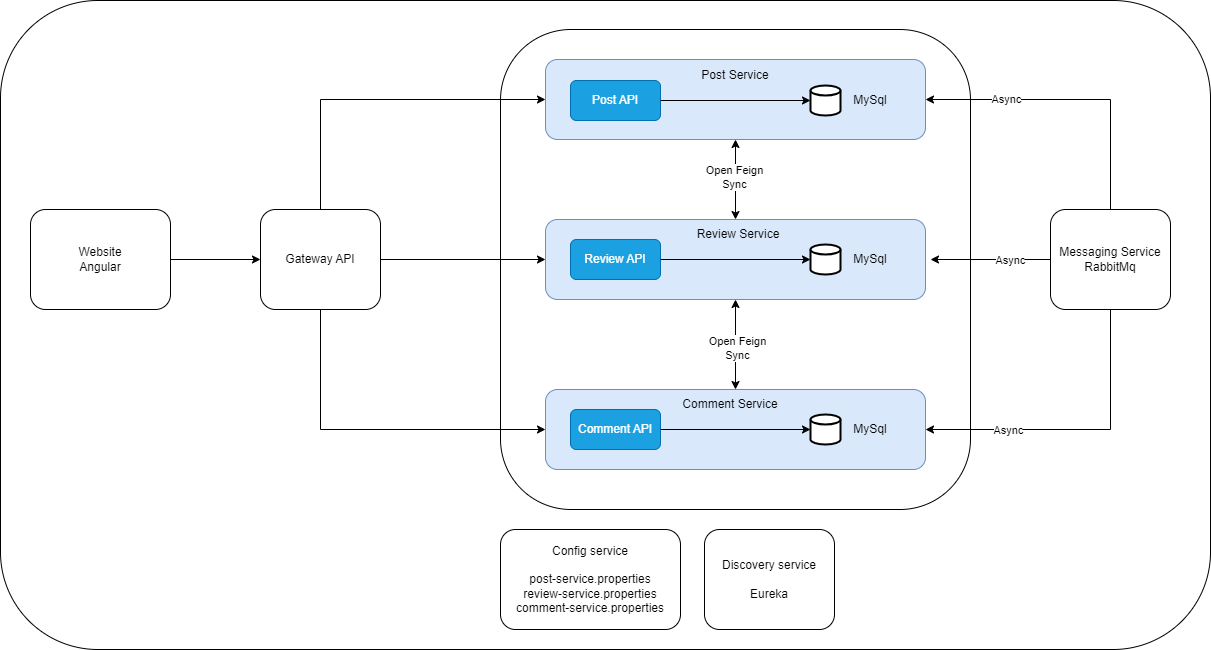 Post Service
Post API
MySql
Async
Open Feign
Sync
Website
Angular
Gateway API
Review Service
Review API
MySql
Async
Messaging Service
RabbitMq
Open Feign
Sync
Comment Service
Comment API
MySql
Async
Config service
post-service.properties
review-service.properties
comment-service.properties
Discovery service
Eureka